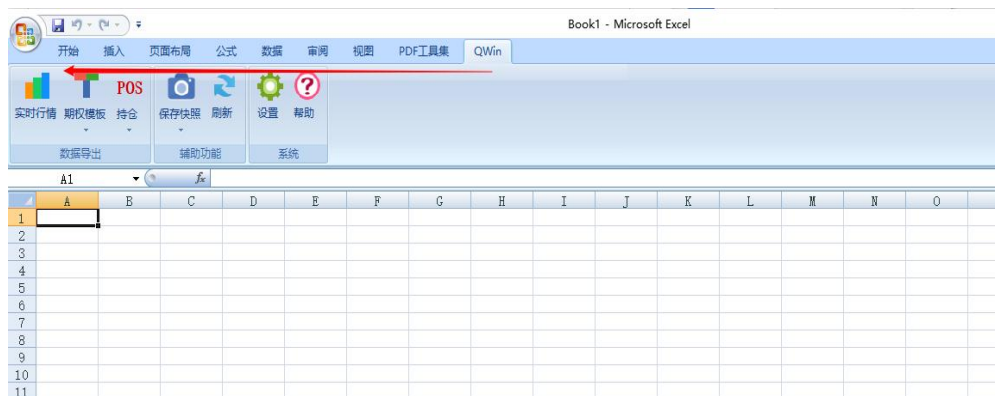 Book1 - Microsoft Excel
开始 插入 页面布局 公式 数据 审阅 视图 PDF工具集 QWin
POS
实时行情 期权模板 持仓 保存快照 刷新 设置 帮助
数据导出 辅助功能 系统
A1 fx
A B C D E F G H I J K L M N O
1
2
3
4
5
6
7
8
9
10
11